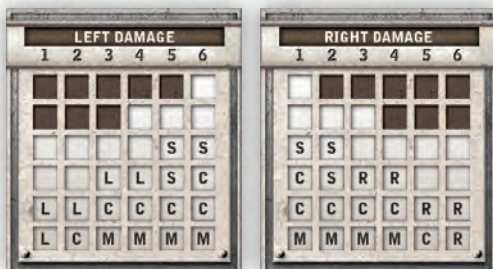 LEFT DAMAGE
1 2 3 4 5 6
S S
L L S C
L L C C C C
L C M M M M
RIGHT DAMAGE
1 2 3 4 5 6
S S
C S R R
C C C C R R
M M M M C R